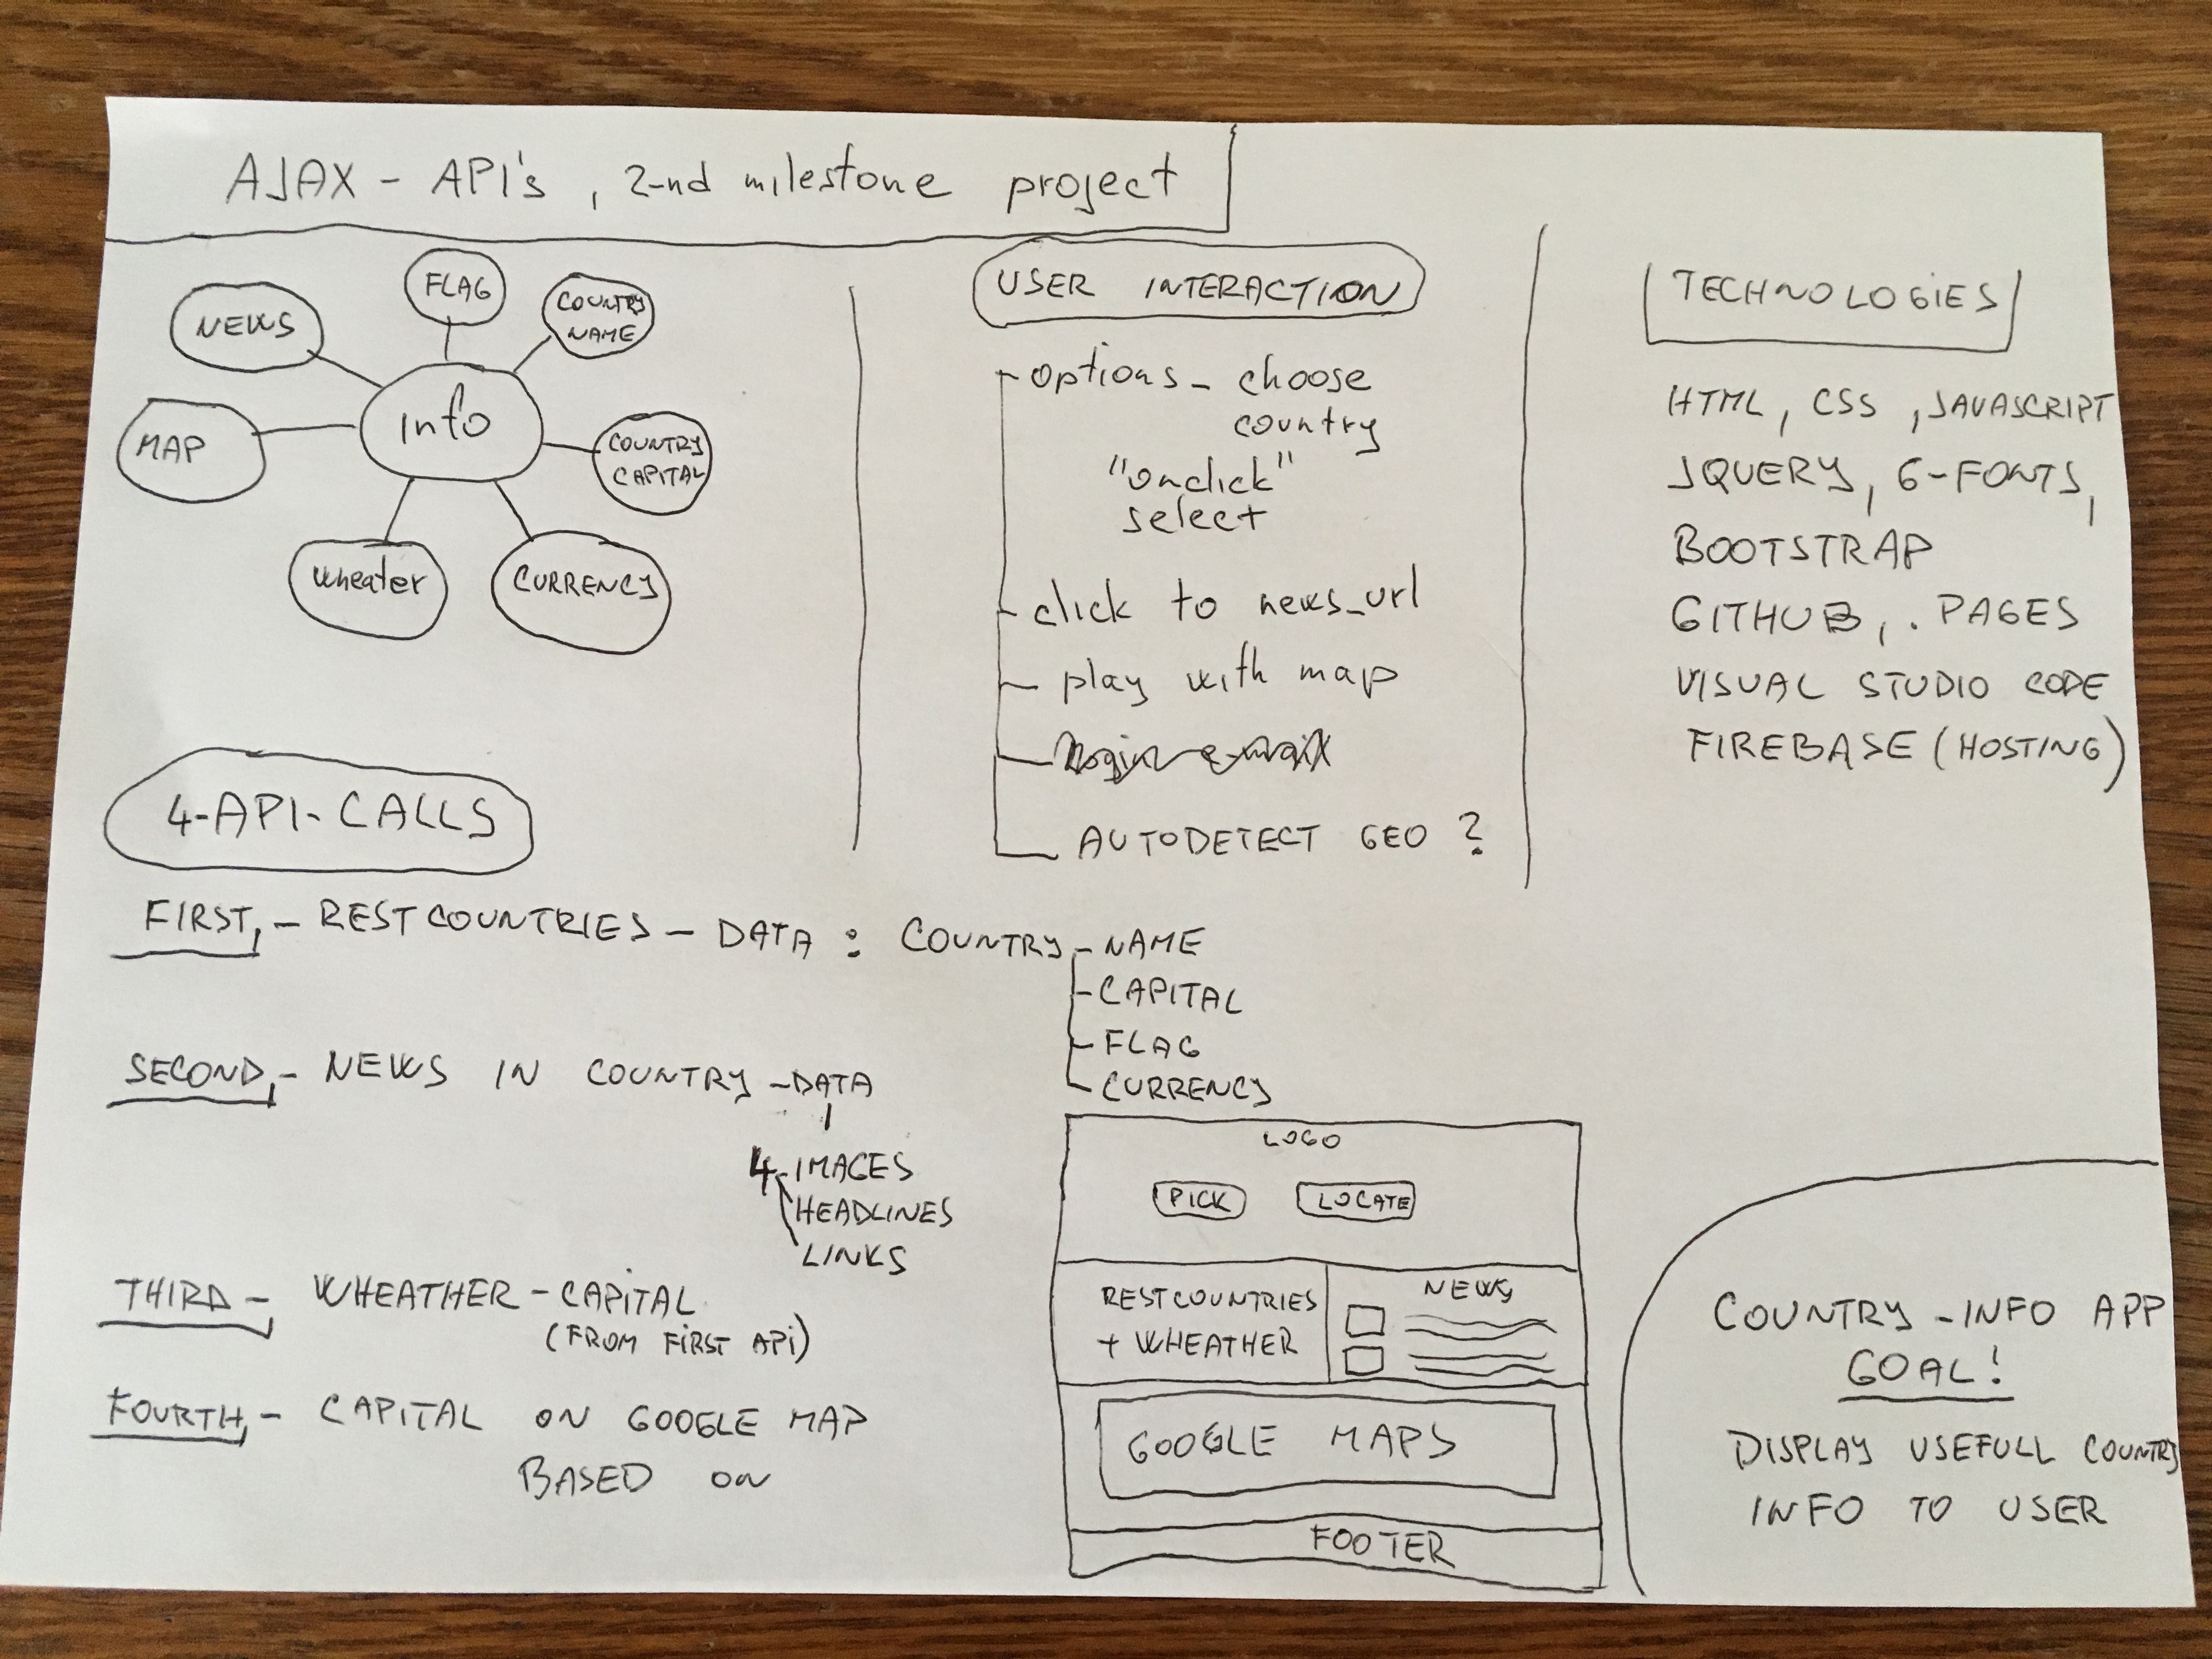 AJAX - API's , 2-nd milestone project
NEWS
FLAG
COUNTRY
NAME
MAP
Info
COUNTRY
CAPITAL
Wheater
CURRENCY
USER INTERACTION
options - choose
country
"onclick"
select
click to news_url
play with map
AUTODETECT GEO ?
TECHNOLOGIES
HTML, CSS, JAVASCRIPT
JQUERY, G-FONTS,
BOOTSTRAP
GITHUB, . PAGES
VISUAL STUDIO CODE
FIREBASE (HOSTING)
4-API-CALLS
FIRST, - REST COUNTRIES - DATA : COUNTRY - NAME
- CAPITAL
- FLAG
- CURRENCY
SECOND, - NEWS IN COUNTRY - DATA
4 - IMAGES
HEADLINES
LINKS
THIRD - WHEATHER - CAPITAL
(FROM FIRST API)
FOURTH, - CAPITAL ON GOOGLE MAP
BASED ON
LOGO
PICK LOCATE
REST COUNTRIES
+ WHEATHER
NEWS
GOOGLE MAPS
FOOTER
COUNTRY - INFO APP
GOAL!
DISPLAY USEFULL COUNTRY
INFO TO USER